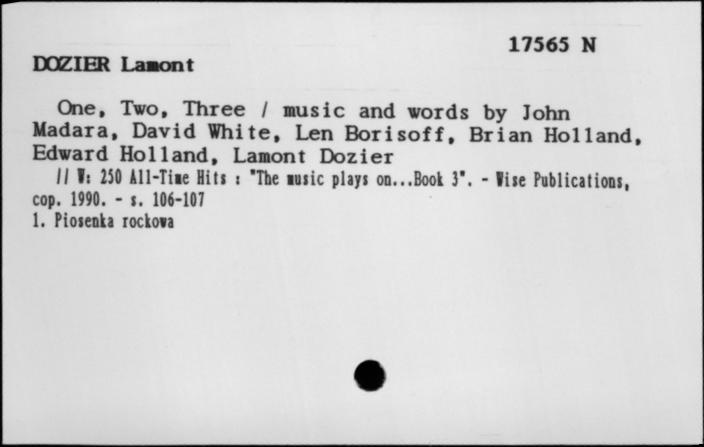 17565 N
DOZIER Lamont
One, Two, Three / music and words by John
Madara, David White, Len Borisoff, Brian Holland,
Edward Holland, Lamont Dozier
// W: 250 All-Time Hits : "The music plays on...Book 3". - Wise Publications,
cop. 1990. - s. 106-107
1. Piosenka rockowa